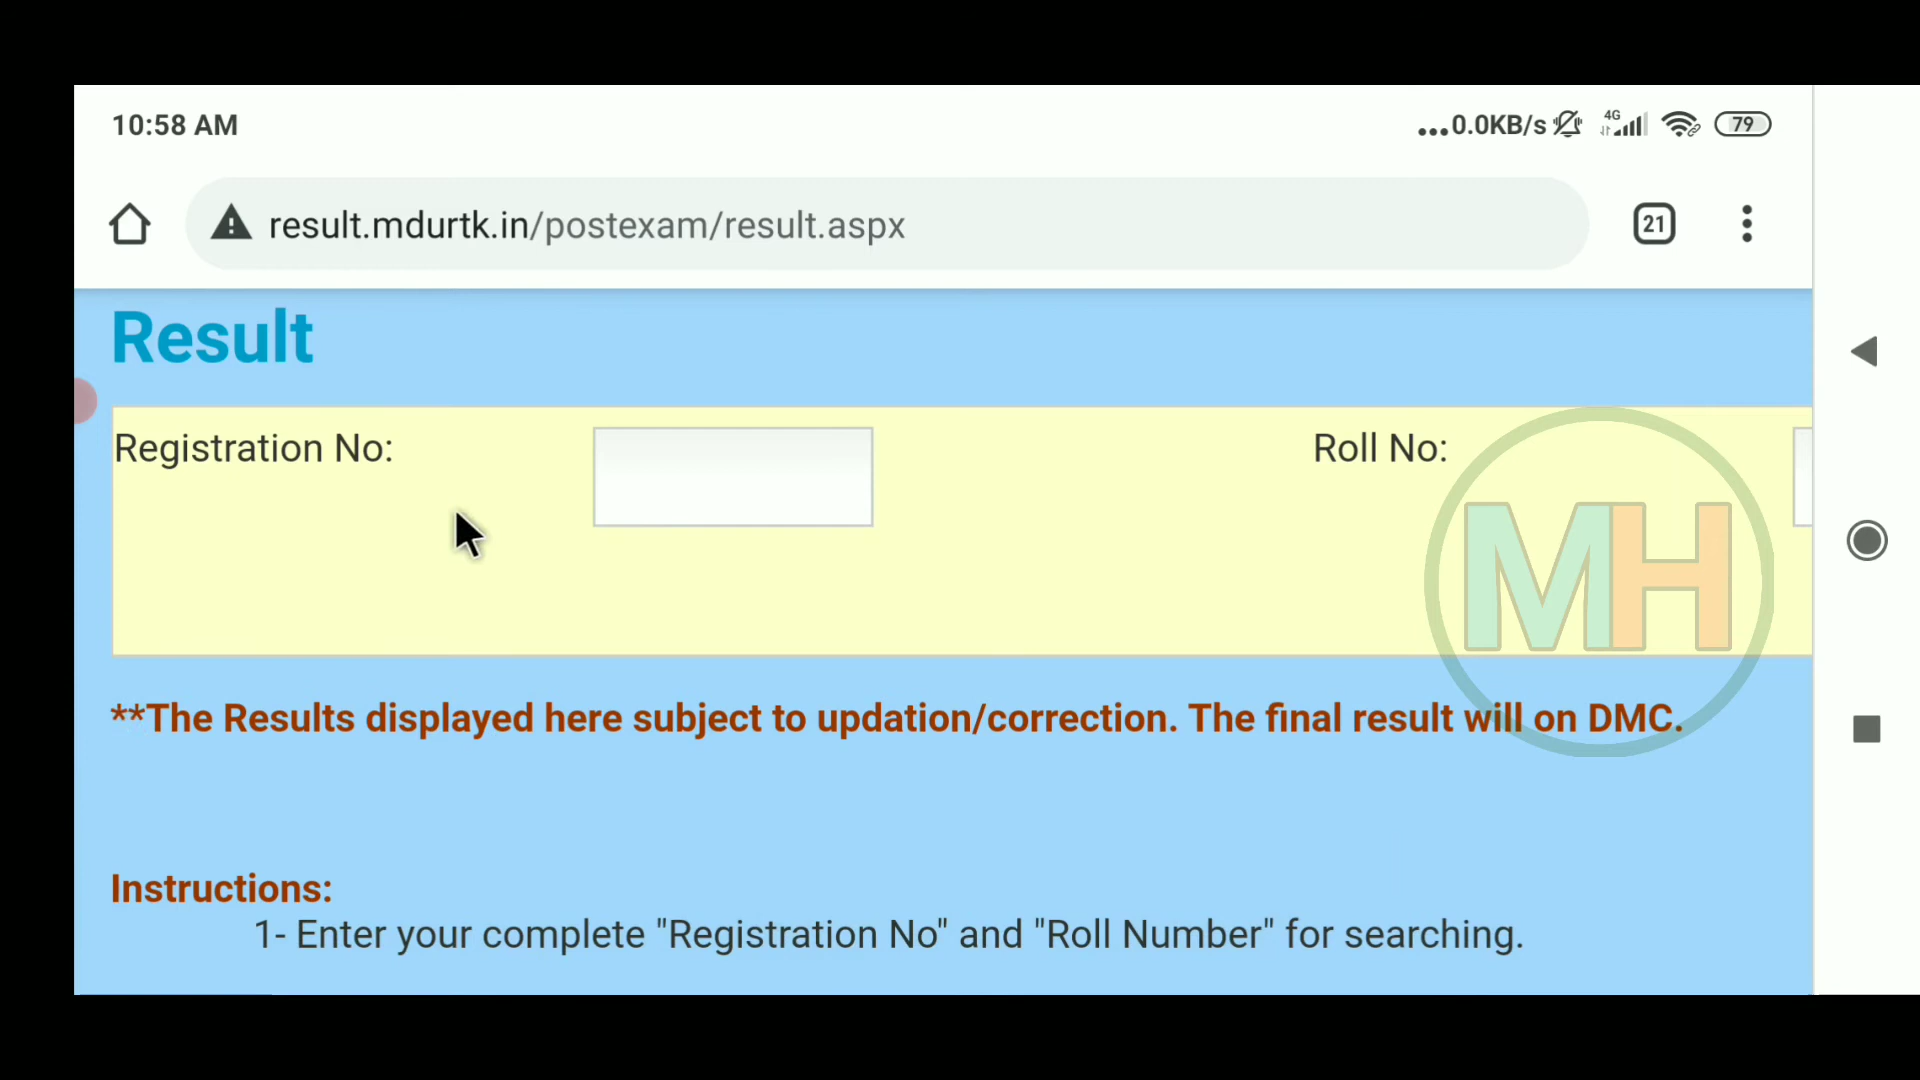 10:58 AM
...0.0KB/s 4G 79
result.mdurtk.in/postexam/result.aspx 21
Result
Registration No: Roll No:
MH
**The Results displayed here subject to updation/correction. The final result will on DMC.
Instructions:
1- Enter your complete "Registration No" and "Roll Number" for searching.